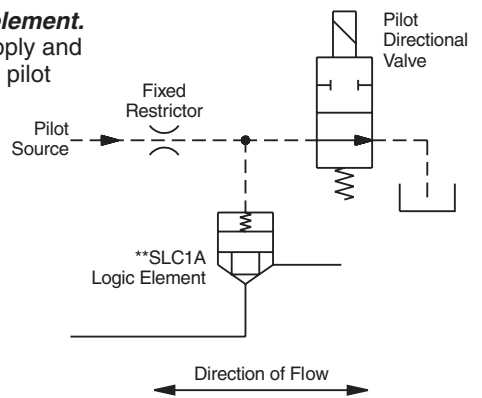 element.
pply and
pilot
Pilot
Directional
Valve
Fixed
Restrictor
Pilot
Source
**SLC1A
Logic Element
Direction of Flow